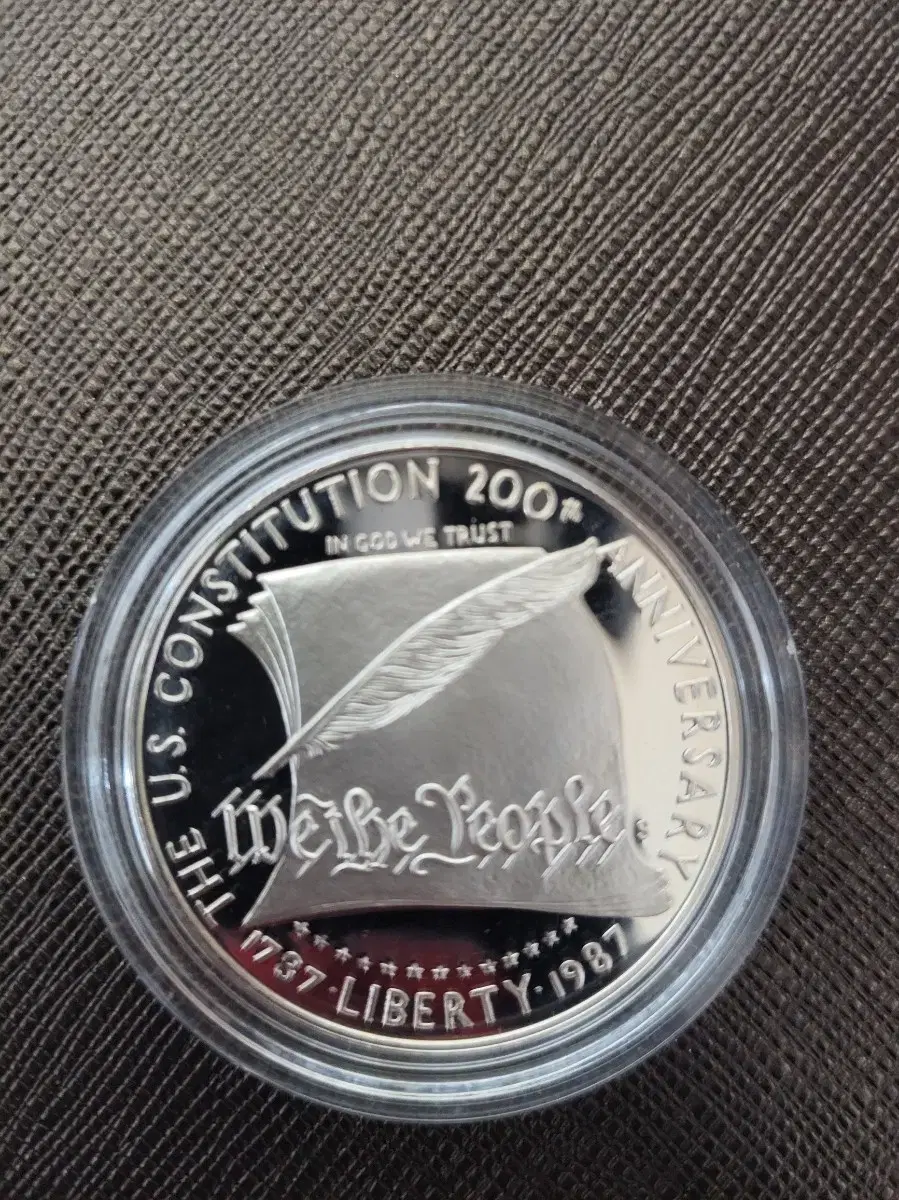 THE U.S. CONSTITUTION 200TH ANNIVERSARY
IN GOD WE TRUST
We the People
1787 · LIBERTY · 1987